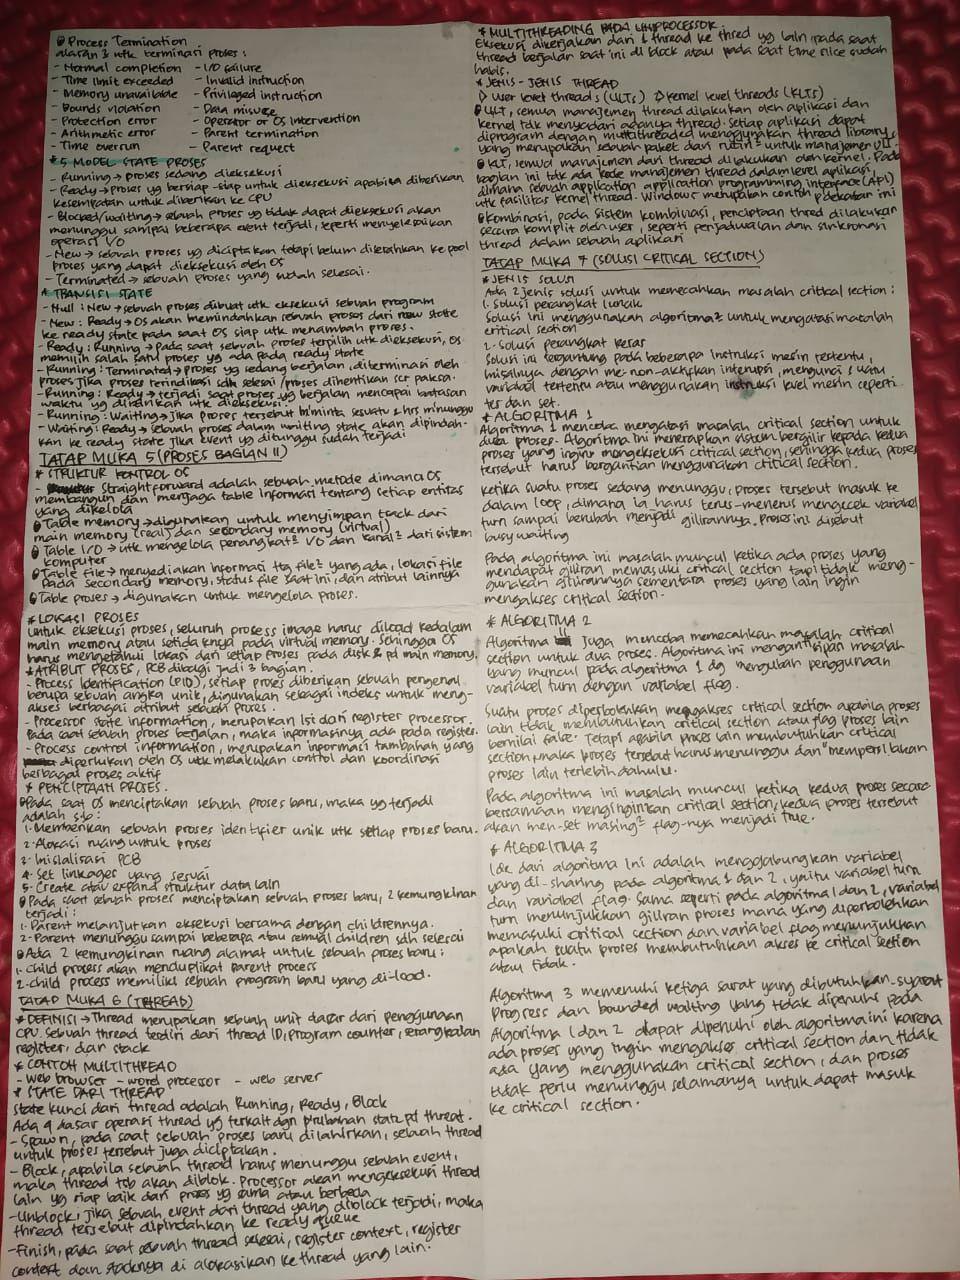 Process Termination
alasan² utk terminasi proses :
- Normal completion - I/O failure
- Time limit exceeded - Invalid instruction
- Memory unavailable - Privileged instruction
- Bounds violation - Data misuse
- Protection error - Operator or OS intervention
- Arithmetic error - Parent termination
- Time overrun - Parent request
* 5 MODEL STATE PROSES
- Running → proses sedang dieksekusi
- Ready → proses yg bersiap-siap untuk dieksekusi apabila diberikan
kesempatan untuk diberikan ke CPU
- Blocked/waiting → sebuah proses yg tidak dapat dieksekusi akan
menunggu sampai beberapa event terjadi, seperti menyelesaikan
operasi I/O
- New → sebuah proses yg diciptakan tetapi belum diserahkan ke pool
proses yang dapat dieksekusi oleh OS
- Terminated → sebuah proses yang sudah selesai.
* TRANSISI STATE
- Null : New → sebuah proses dibuat utk eksekusi sebuah program
- New : Ready → OS akan memindahkan sebuah proses dari new state
ke ready state pada saat OS siap utk menambah proses.
- Ready : Running → pada saat sebuah proses terpilih utk dieksekusi, OS
memilih salah satu proses yg ada pada ready state
- Running : Terminated → proses yg sedang berjalan, diterminasi oleh
proses jika proses terindikasi sdh selesai / proses dihentikan scr paksa.
- Running : Ready → terjadi saat proses yg berjalan mencapai bantasan
waktu yg diizinkan utk dieksekusi.
- Running : Waiting → jika proses tersebut minta sesuatu & hrs menunggu
- Waiting : Ready → sebuah proses dalam waiting state akan dipindah-
kan ke ready state jika event yg ditunggu sudah terjadi
TATAP MUKA 5 (PROSES BAGIAN II)
* STRUKTUR KONTROL OS
- Straightforward adalah sebuah metode dimana OS
membangun dan menjaga table informasi tentang setiap entitas
yang dikelola
Table memory → digunakan untuk menyimpan track dari
main memory (real) dan secondary memory (virtual)
Table I/O → utk mengelola perangkat² I/O dan kanal² dari sistem
komputer
Table file → menyediakan informasi ttg file² yang ada, lokasi file
pada secondary memory, status file saat ini, dan atribut lainnya
Table proses → digunakan untuk mengelola proses.
* LOKASI PROSES
Untuk eksekusi proses, seluruh prosess image harus diload kedalam
main memory atau setidaknya pada virtual memory. Sehingga OS
harus mengetahui lokasi dari setiap proses pada disk & pd main memory.
* ATRIBUT PROSES, PCB dibagi jadi 3 bagian.
- Process Identification (PID), setiap proses diberikan sebuah pengenal
berupa sebuah angka unik, digunakan sebagai indeks untuk meng-
akses berbagai atribut sebuah proses.
- Processor state information, merupakan isi dari register processor.
Pada saat sebuah proses berjalan, maka informasinya ada pada register.
- Process control information, merupakan informasi tambahah yang
diperlukan oleh OS utk melakukan control dan koordinasi
berbagai proses aktif
* PENCIPTAAN PROSES.
Pada saat OS menciptakan sebuah proses baru, maka yg terjadi
adalah sbb :
1. Memberikan sebuah proses identifier unik utk setiap proses baru.
2. Alokasi ruang untuk proses
3. Inisialisasi PCB
4. Set linkages yang sesuai
5. Create atau expand struktur data lain
Pada saat sebuah proses menciptakan sebuah proses baru, 2 kemungkinan
terjadi :
1. Parent melanjutkan eksekusi bersama dengan childrennya.
2. Parent menunggu sampai beberapa atau semua children sdh selesai
Ada 2 kemungkinan ruang alamat untuk sebuah proses baru :
1. child proses akan menduplikat parent process
2. child process memiliki sebuah program baru yang di-load.
TATAP MUKA 6 (THREAD)
* DEFINISI → Thread merupakan sebuah unit dasar dari penggunaan
CPU. sebuah thread terdiri dari thread ID, program counter, serangkaian
register, dan stack
* CONTOH MULTITHREAD
- Web browser - word processor - web server
* STATE DARI THREAD
State kunci dari thread adalah Running, Ready, Block
Ada 4 dasar operasi thread yg terkait dgn perubahan state pd threat.
- Spawn, pada saat sebuah proses baru dilahirkan, sebuah thread
untuk proses tersebut juga diciptakan.
- Block, apabila sebuah thread harus menunggu sebuah event,
maka thread tsb akan diblok. Processor akan mengeksekusi thread
lain yg siap baik dari proses yg sama atau berbeda
- Unblock, jika sebuah event dari thread yang diblock terjadi, maka
thread tersebut dipindahkan ke ready queue
- Finish, pada saat sebuah thread selesai, register context, register
context dan stacknya di alokasikan ke thread yang lain.
* MULTITHREADING PADA UNIPROCESSOR
Eksekusi dikerjakan dari 1 thread ke thred yg lain pada saat
thread berjalan saat ini di block atau pada saat time slice sudah
habis.
* JENIS - JENIS THREAD
▷ User level threads (ULTs) ▷ Kernel level threads (KLTs)
ULT, semua manajemen thread dilakukan oleh aplikasi dan
kernel tdk menyadari adanya thread. Setiap aplikasi dapat
diprogram dengan multithreaded menggunakan thread library
yang merupakan sebuah paket dari rutin² untuk manajemen ULT.
KLT, semua manajemen dari thread dilakukan oleh kernel. Pada
bagian ini tdk ada kode manajemen thread dalam level aplikasi,
dimana sebuah application application programming interface (API)
utk fasilitas kernel thread. Windows merupakan contoh pdekatan ini
Kombinasi, pada sistem kombinasi, penciptaan thred dilakukan
secara komplit oleh user, seperti penjadwalan dan sinkronasi
thread dalam sebuah aplikasi
TATAP MUKA 7 (SOLUSI CRITICAL SECTION)
* JENIS SOLUSI
Ada 2 jenis solusi untuk memecahkan masalah critical section :
1. Solusi perangkat lunak
Solusi ini menggunakan algoritma² untuk mengatasi masalah
critical section
2. Solusi perangkat keras
Solusi ini tergantung pada beberapa instruksi mesin tertentu,
misalnya dengan me-non-aktifkan interupsi, mengunci suatu
variabel tertentu atau menggunakan instruksi level mesin ceperti
tes dan set.
* ALGORITMA 1
Algoritma 1 mencoba mengatasi masalah critical section untuk
dua proses. Algoritma ini menerapkan sistem bergilir kepada kedua
proses yang ingin mengeksekusi critical section, sehingga kedua proses
tersebut harus bergantian menggunakan critical section.
Ketika suatu proses sedang menunggu, proses tersebut masuk ke
dalam loop, dimana ia harus terus-menerus mengecek variabel
turn sampai berubah menjadi gilirannya. Proses ini disebut
busy waiting
Pada algoritma ini masalah muncul ketika ada proses yang
mendapat giliran memasuki critical section tapi tidak meng-
gunakan gilirannya sementara proses yang lain ingin
mengakses critical section.
* ALGORITMA 2
Algoritma juga mencoba memecahkan masalah critical
section untuk dua proses. Algoritma ini mengantisipasi masalah
yang muncul pada algoritma 1 dg mengubah penggunaan
variabel turn dengan variabel flag.
Suatu proses diperbolehkan mengakses critical section apabila proses
lain tidak membutuhkan critical section atau flag proses lain
bernilai false. Tetapi apabila proses lain membutuhkan critical
section, maka proses tersebut harus menunggu dan "mempersilakan
proses lain terlebih dahulu.
Pada algoritma ini masalah muncul ketika kedua proses secara
bersamaan menginginkan critical section, kedua proses tersebut
akan men-set masing² flag-nya menjadi true.
* ALGORITMA 3
Ide dari algoritma ini adalah menggabungkan variabel
yang di-sharing pada algoritma 1 dan 2, yaitu variabel turn
dan variabel flag. Sama seperti pada algoritma 1 dan 2, variabel
turn menunjukkan giliran proses mana yang diperbolehkan
memasuki critical section dan variabel flag menunjukkan
apakah suatu proses membutuhkan akses ke critical section
atau tidak.
Algoritma 3 memenuhi ketiga sarat yang dibutuhkan. syarat
progress dan bounded waiting yang tidak dipenuhi pada
Algoritma 1 dan 2 dapat dipenuhi oleh algoritma ini karena
ada proses yang ingin mengakses critical section dan tidak
ada yang menggunakan critical section, dan proses
tidak perlu menunggu selamanya untuk dapat masuk
ke critical section.